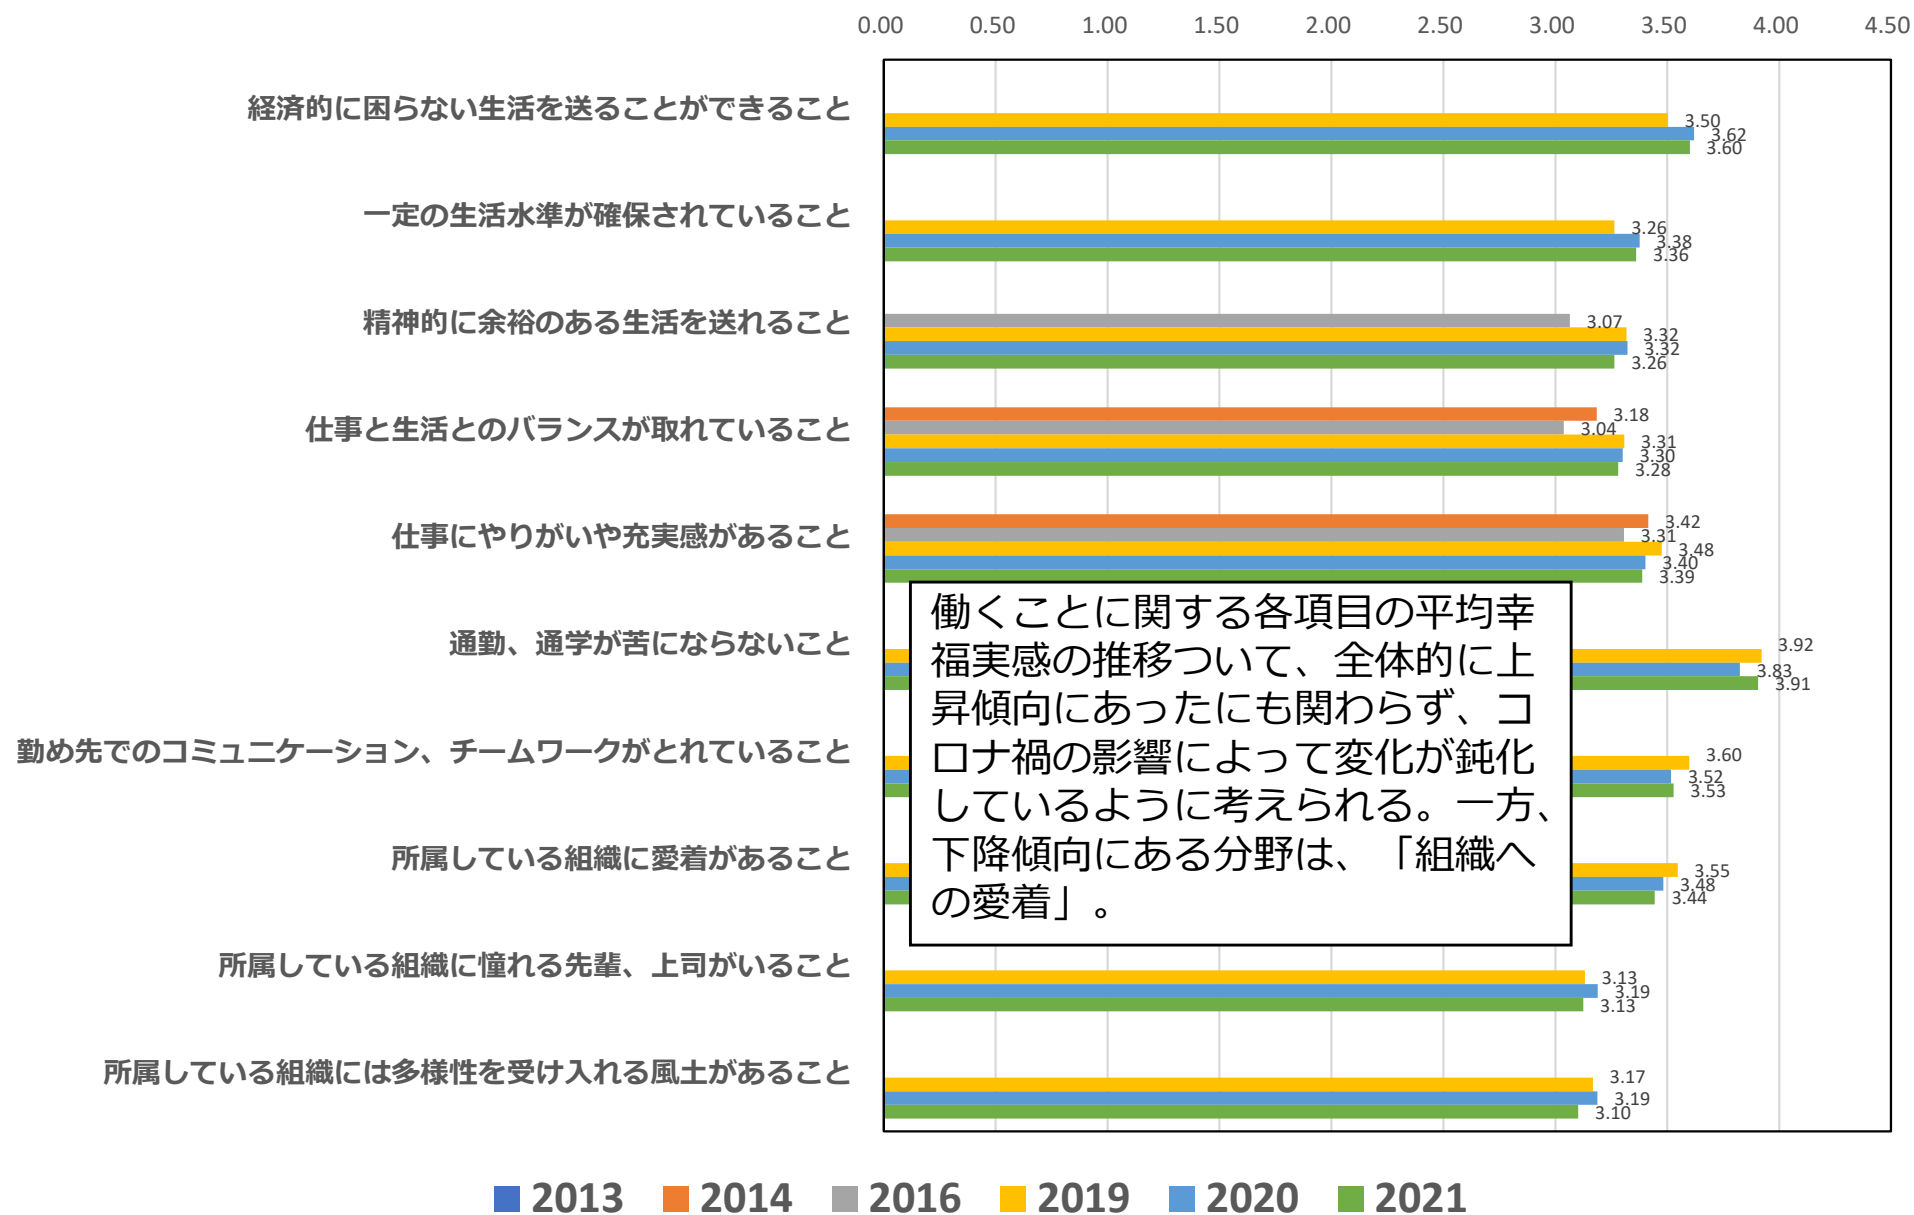 0.00 0.50 1.00 1.50 2.00 2.50 3.00 3.50 4.00 4.50
経済的に困らない生活を送ることができること
3.50
3.62
3.60
一定の生活水準が確保されていること
3.26
3.38
3.36
精神的に余裕のある生活を送れること
3.07
3.32
3.32
3.26
仕事と生活とのバランスが取れていること
3.18
3.04
3.31
3.30
3.28
仕事にやりがいや充実感があること
3.42
3.31
3.48
3.40
3.39
通勤、通学が苦にならないこと
3.92
3.83
3.91
勤め先でのコミュニケーション、チームワークがとれていること
3.60
3.52
3.53
所属している組織に愛着があること
3.55
3.48
3.44
所属している組織に憧れる先輩、上司がいること
3.13
3.19
3.13
所属している組織には多様性を受け入れる風土があること
3.17
3.19
3.10
働くことに関する各項目の平均幸
福実感の推移ついて、全体的に上
昇傾向にあったにも関わらず、コ
ロナ禍の影響によって変化が鈍化
しているように考えられる。一方、
下降傾向にある分野は、「組織へ
の愛着」。
2013 2014 2016 2019 2020 2021